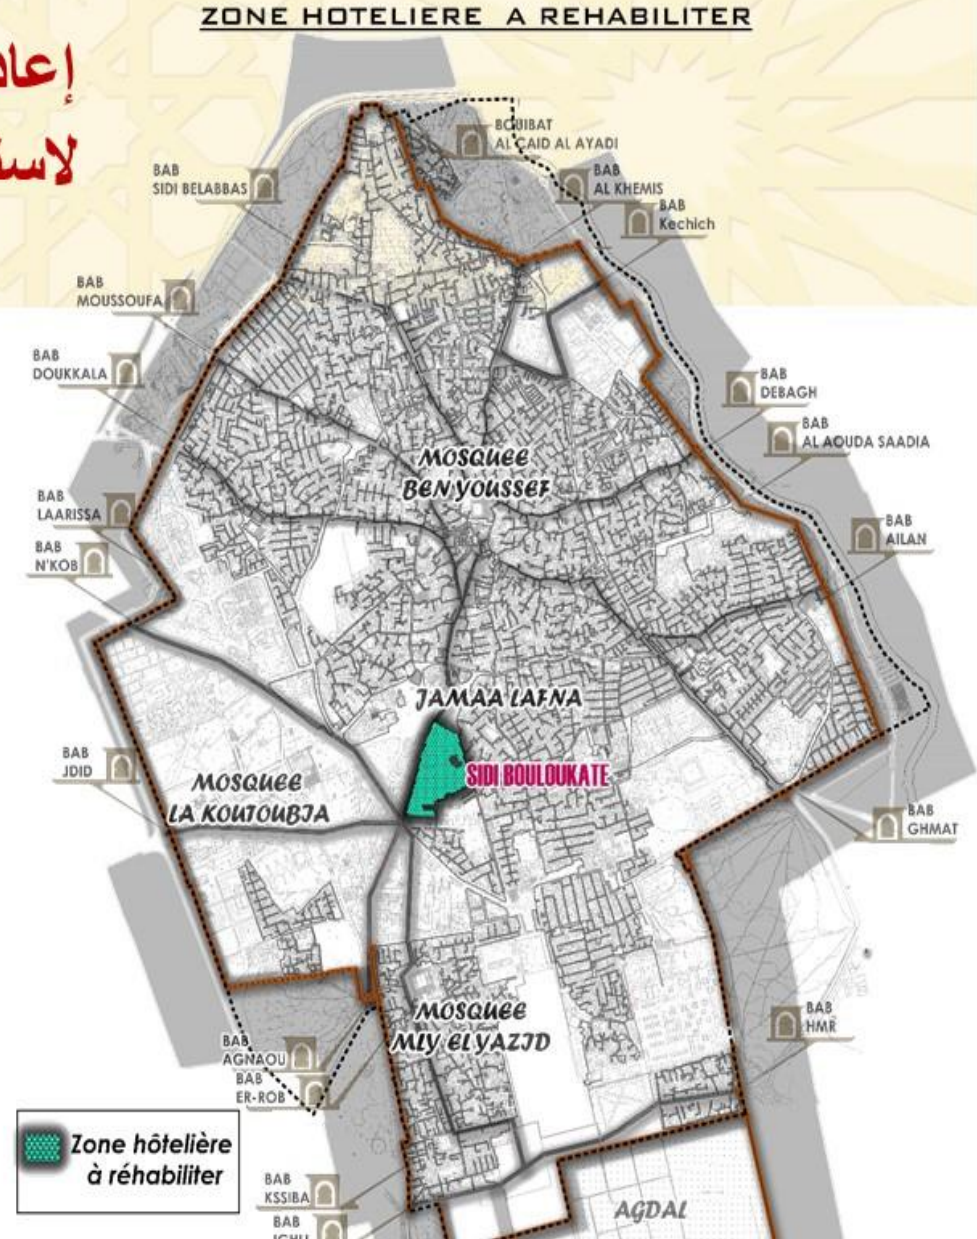 ZONE HOTELIERE A REHABILITER
BOUIBAT
AL CAID AL AYADI
BAB
SIDI BELABBAS
BAB
AL KHEMIS
BAB
Kechich
BAB
MOUSSOUFA
BAB
DOUKKALA
BAB
DEBAGH
BAB
AL AOUDA SAADIA
MOSQUEE
BEN YOUSSEF
BAB
LAARISSA
BAB
AILAN
BAB
N'KOB
JAMAA LAFNA
BAB
JDID
SIDI BOULOUKATE
MOSQUEE
LA KOUTOUBIA
BAB
GHMAT
MOSQUEE
MLY EL YAZID
BAB
HMR
BAB
AGNAOU
BAB
ER-ROB
Zone hôtelière
à réhabiliter
BAB
KSSIBA
AGDAL
BAB